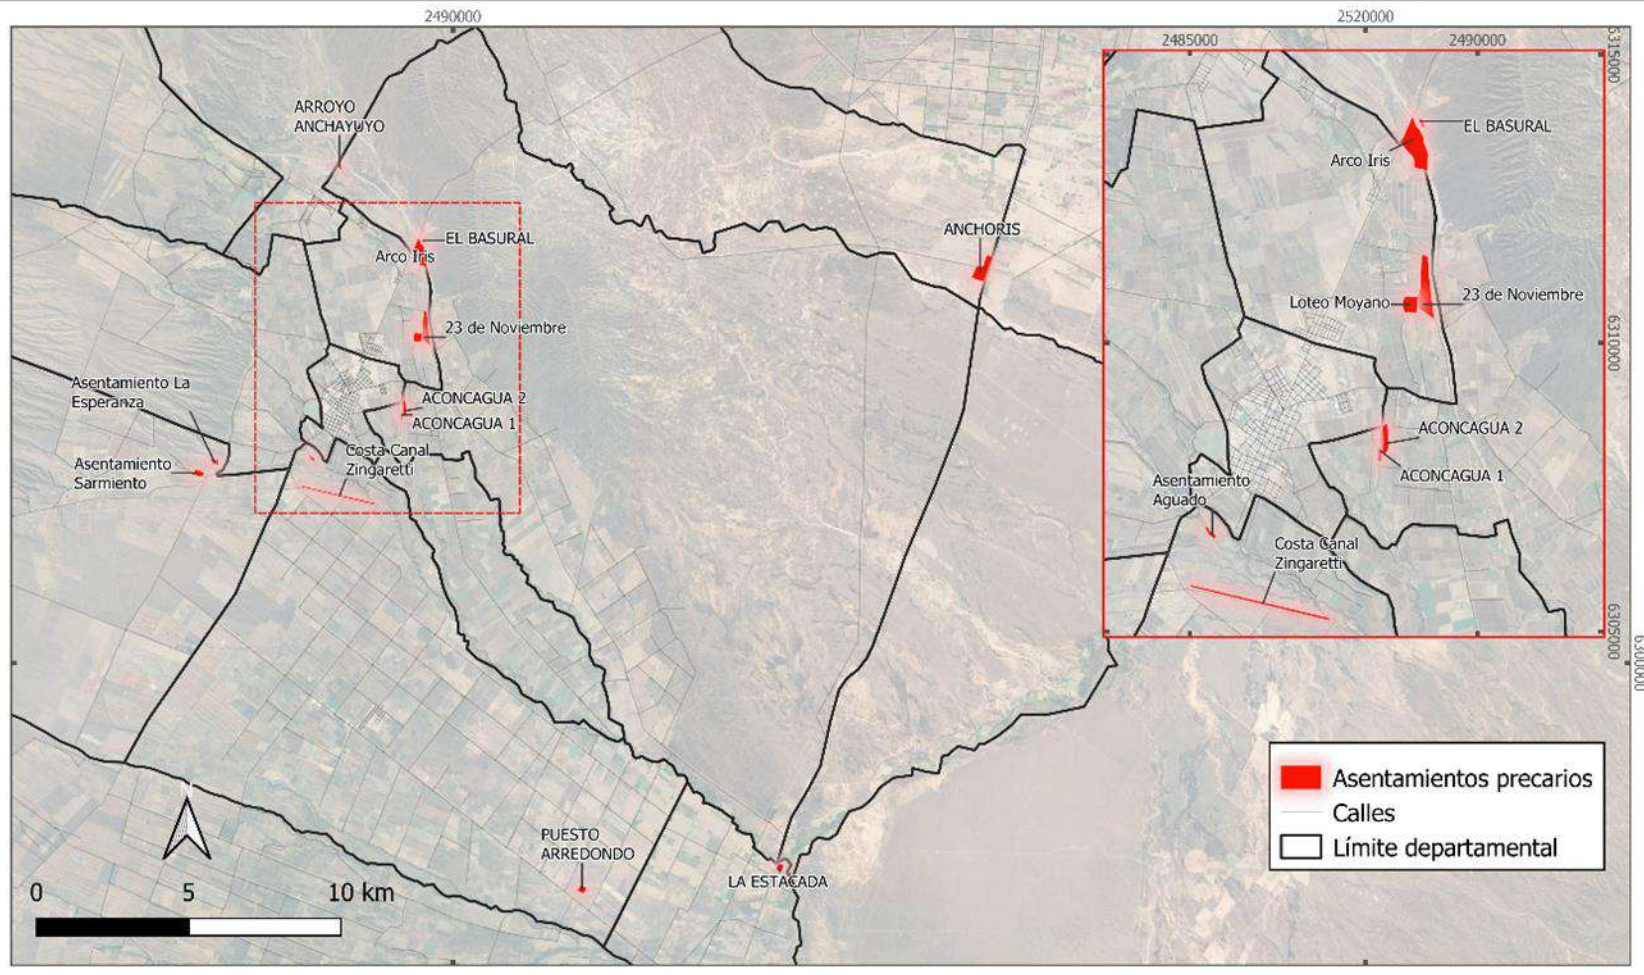 2490000
2520000
2485000
2490000
6315000
ARROYO
ANCHAYUYO
EL BASURAL
Arco Iris
ANCHORIS
23 de Noviembre
Asentamiento La
Esperanza
ACONCAGUA 2
ACONCAGUA 1
Costa Canal
Zingaretti
Asentamiento
Sarmiento
EL BASURAL
Arco Iris
Loteo Moyano
23 de Noviembre
6310000
ACONCAGUA 2
ACONCAGUA 1
Asentamiento
Aguado
Costa Canal
Zingaretti
6305000
6300000
PUESTO
ARREDONDO
LA ESTACADA
N
0 5 10 km
Asentamientos precarios
Calles
Límite departamental